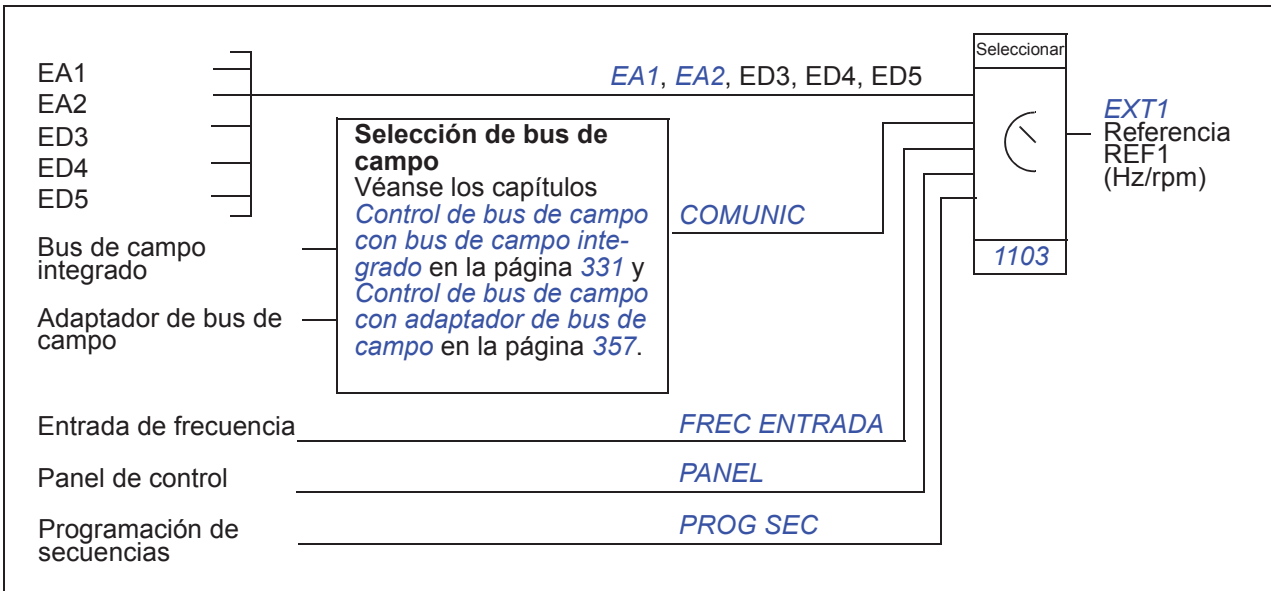 Seleccionar
EA1
EA2
ED3
ED4
ED5
EA1, EA2, ED3, ED4, ED5
EXT1
Referencia
REF1
(Hz/rpm)
Selección de bus de
campo
Véanse los capítulos
Control de bus de campo
con bus de campo inte-
grado en la página 331 y
Control de bus de campo
con adaptador de bus de
campo en la página 357.
COMUNIC
1103
Bus de campo
integrado
Adaptador de bus de
campo
Entrada de frecuencia
FREC ENTRADA
Panel de control
PANEL
Programación de
secuencias
PROG SEC